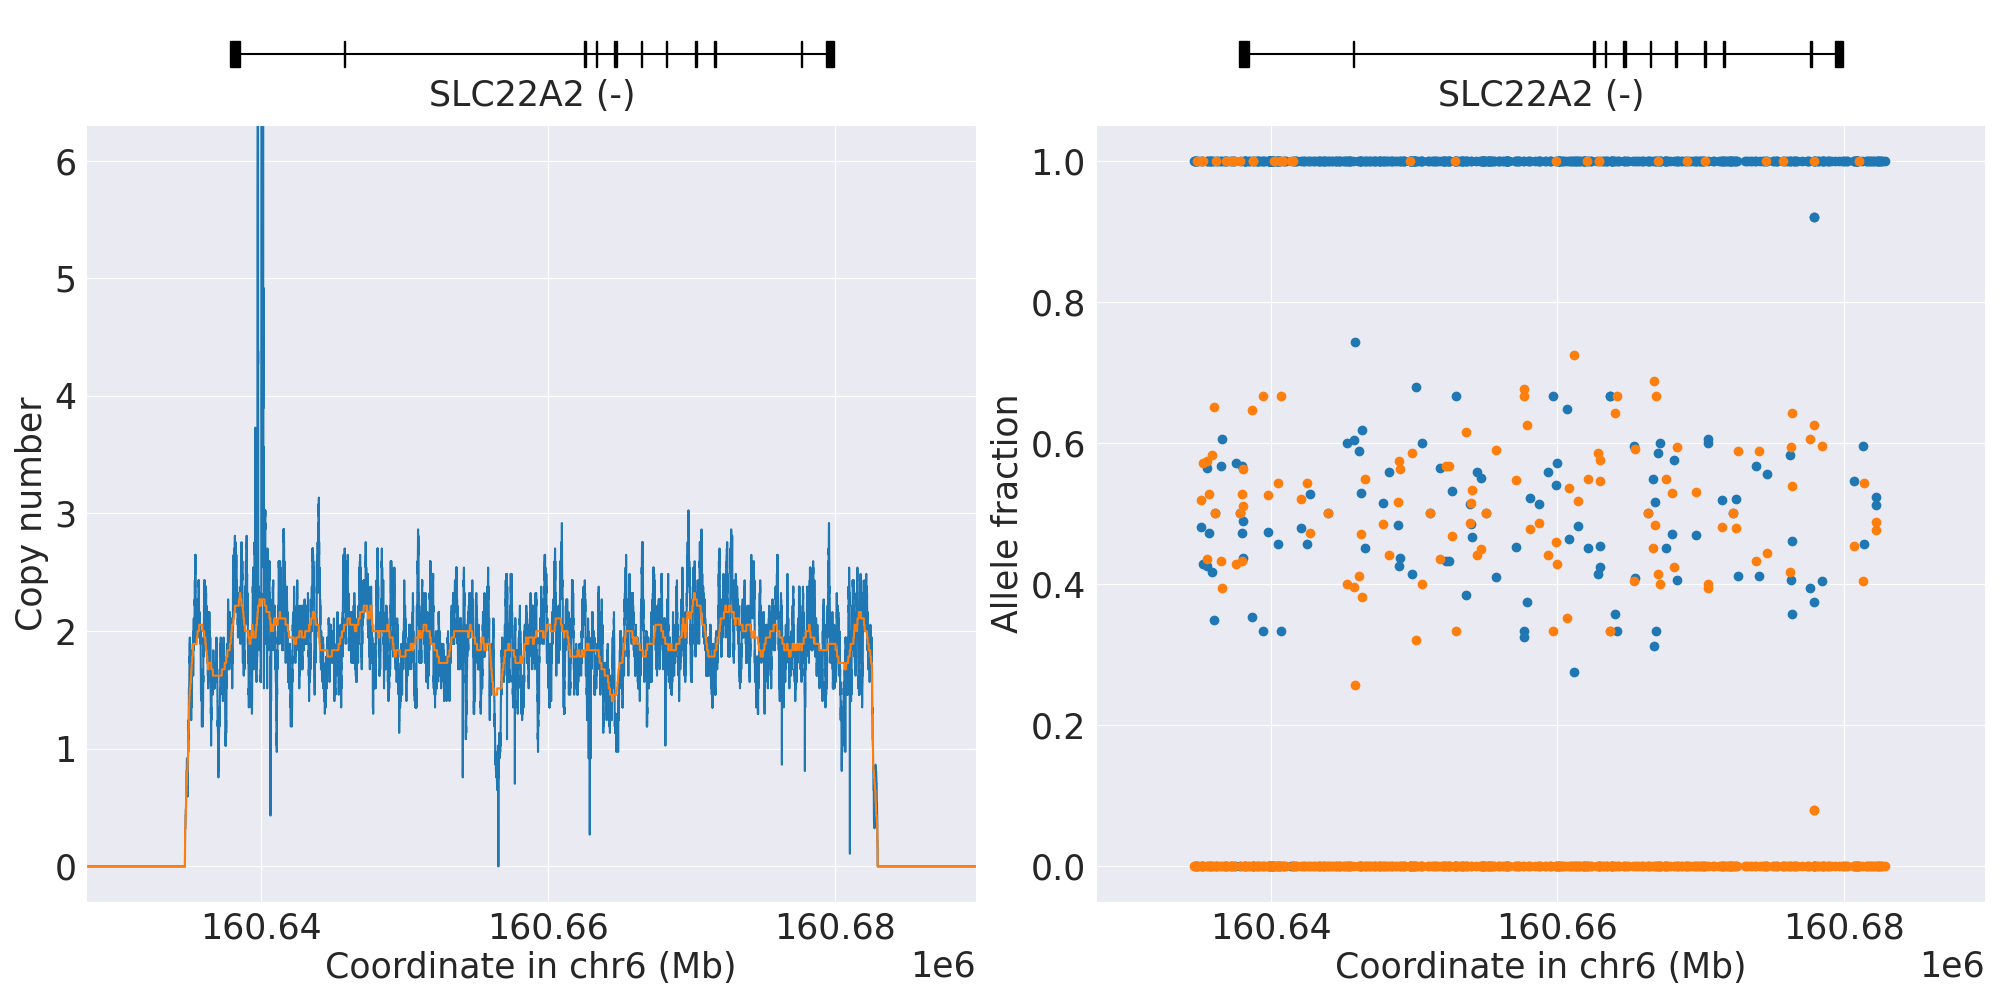 SLC22A2 (-)
6
5
4
3
2
1
0
Copy number
160.64
160.66
160.68
Coordinate in chr6 (Mb)
1e6
SLC22A2 (-)
1.0
0.8
0.6
0.4
0.2
0.0
Allele fraction
160.64
160.66
160.68
Coordinate in chr6 (Mb)
1e6